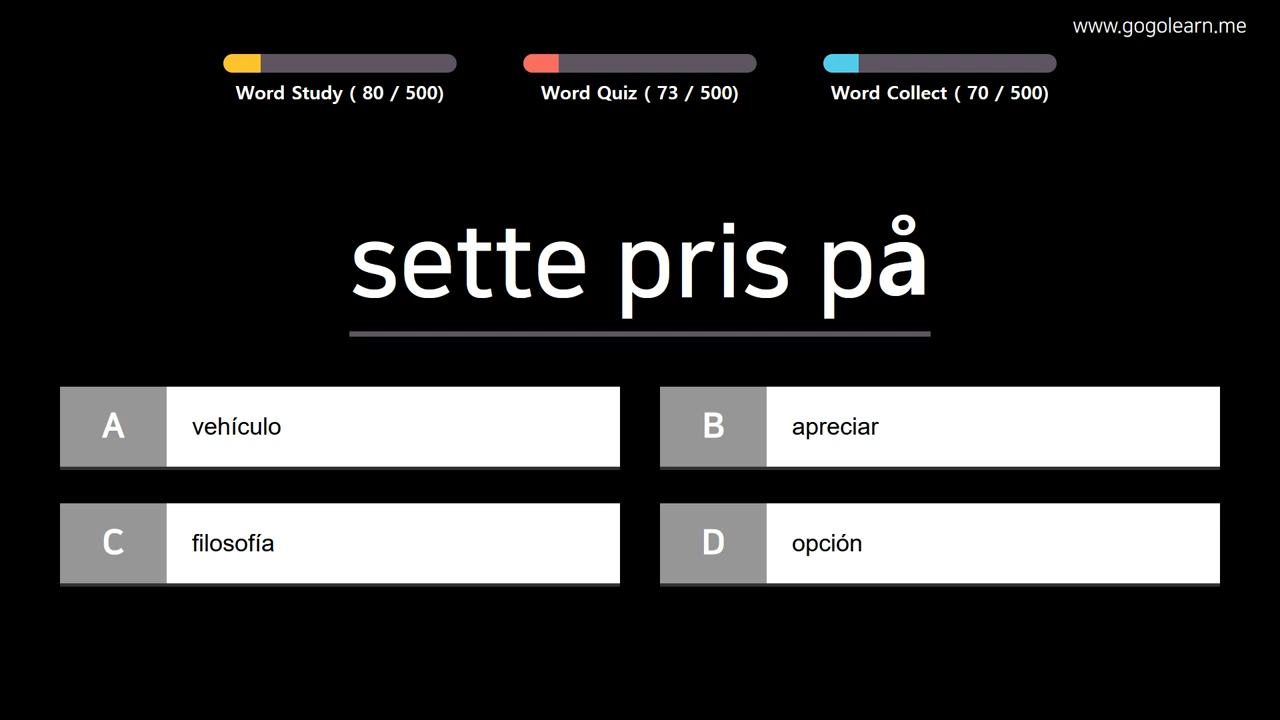 www.gogolearn.me
Word Study ( 80 / 500)
Word Quiz ( 73 / 500)
Word Collect ( 70 / 500)
sette pris på
A
vehículo
B
apreciar
C
filosofía
D
opción